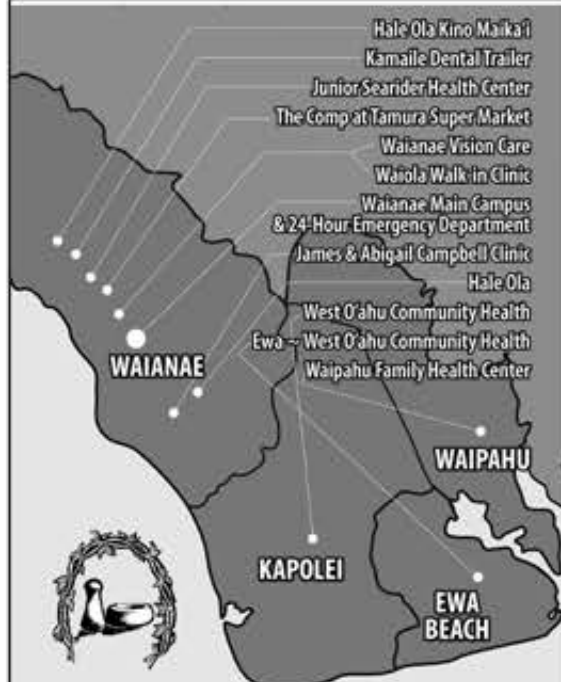 Hale Ola Kino Maika'i
Kamaile Dental Trailer
Junior Searider Health Center
The Comp at Tamura Super Market
Waianae Vision Care
Waiola Walk-in Clinic
Waianae Main Campus
& 24-Hour Emergency Department
James & Abigail Campbell Clinic
Hale Ola
West O'ahu Community Health
Ewa ~ West O'ahu Community Health
Waipahu Family Health Center
WAIANAE
WAIPAHU
KAPOLEI
EWA
BEACH